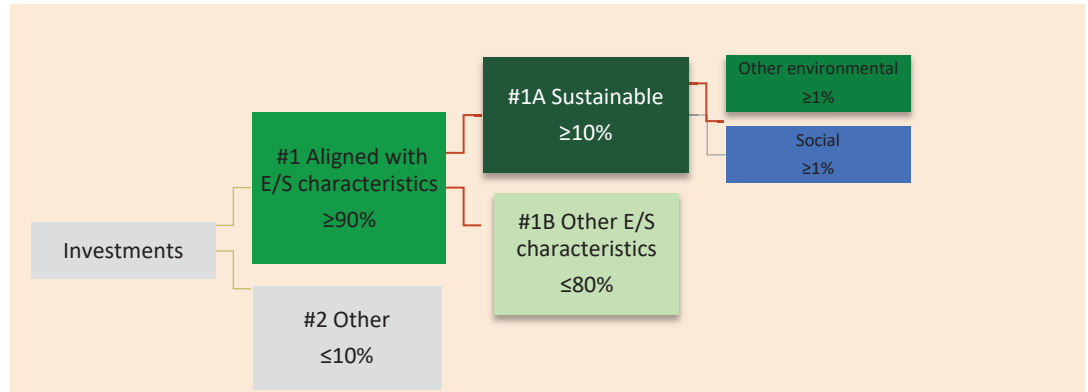 Investments
#1 Aligned with
E/S characteristics
≥90%
#2 Other
≤10%
#1A Sustainable
≥10%
#1B Other E/S
characteristics
≤80%
Other environmental
≥1%
Social
≥1%